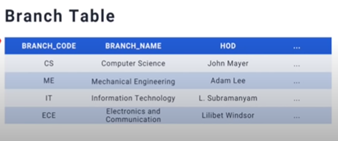 Branch Table
BRANCH_CODE BRANCH_NAME HOD ...
CS Computer Science John Mayer ...
ME Mechanical Engineering Adam Lee ...
IT Information Technology L. Subramanyam ...
ECE Electronics and Communication Lilibet Windsor ...